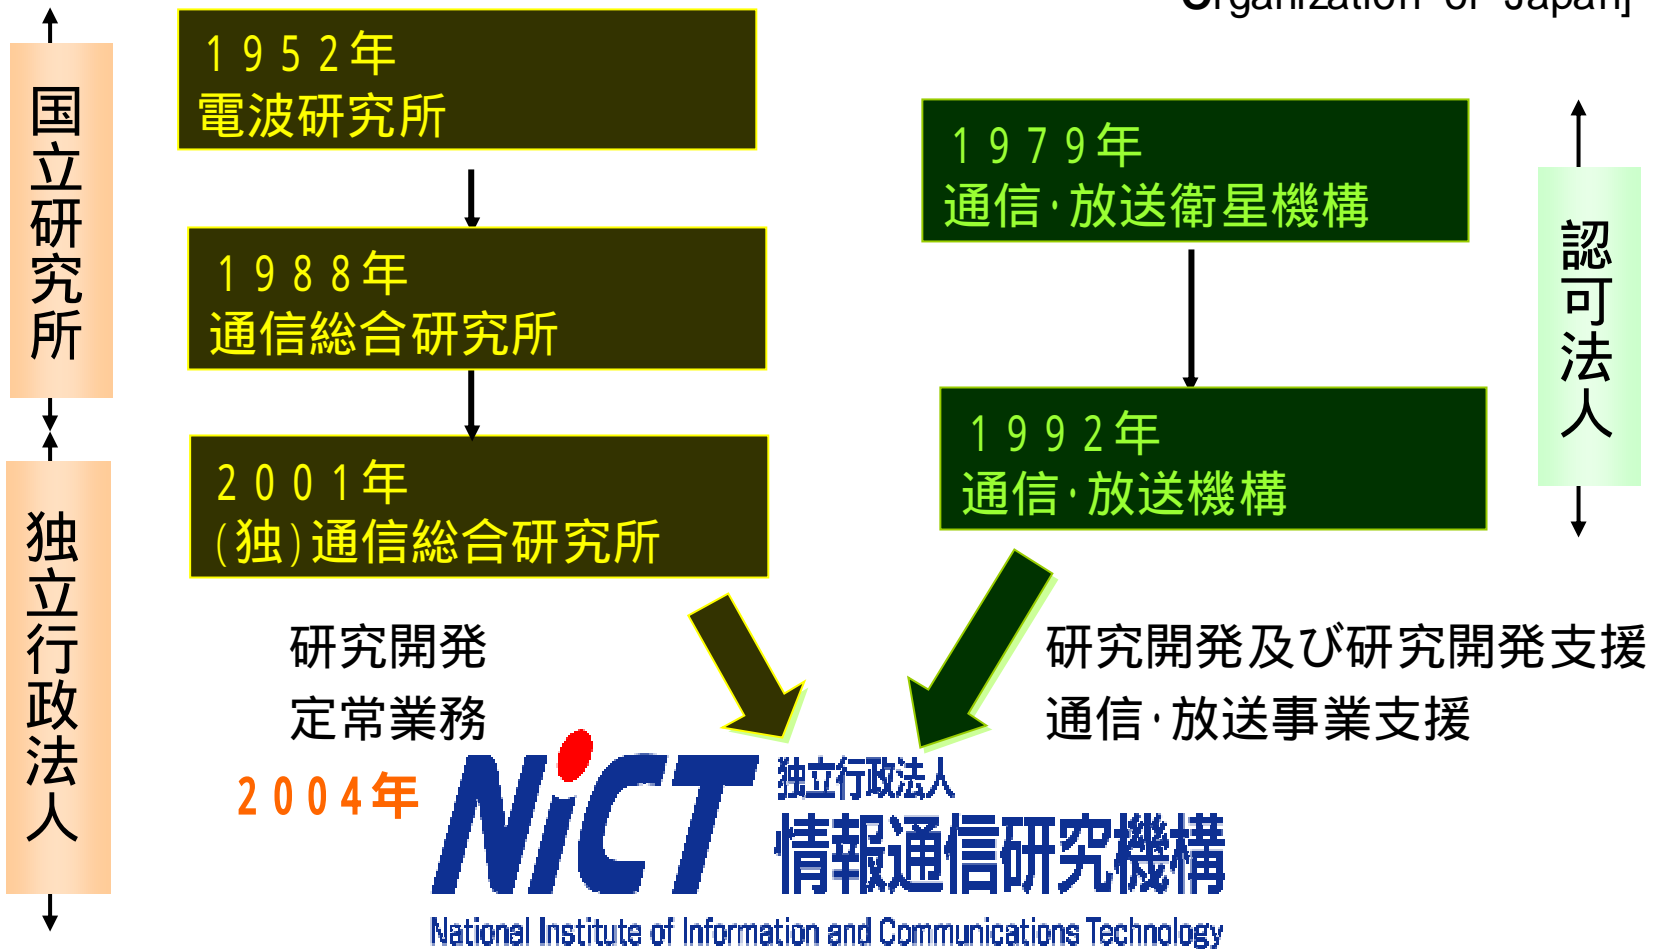 Organization of Japan]
国立研究所
1952年
電波研究所
1988年
通信総合研究所
独立行政法人
2001年
(独)通信総合研究所
研究開発
定常業務
1979年
通信・放送衛星機構
1992年
通信・放送機構
認可法人
研究開発及び研究開発支援
通信・放送事業支援
2004年
NiCT
独立行政法人
情報通信研究機構
National Institute of Information and Communications Technology